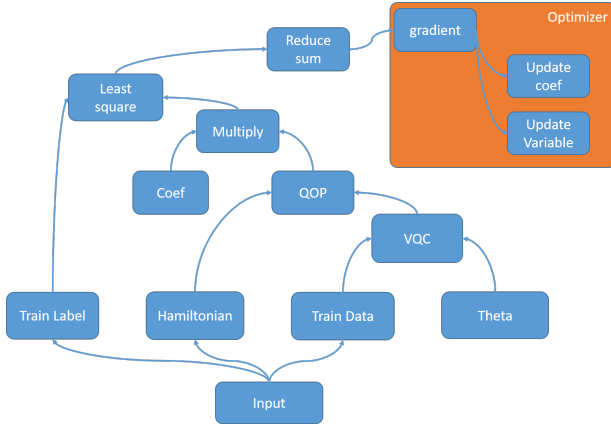 Optimizer
gradient
Reduce
sum
Update
coef
Least
square
Update
Variable
Multiply
Coef
QOP
VQC
Train Label
Hamiltonian
Train Data
Theta
Input